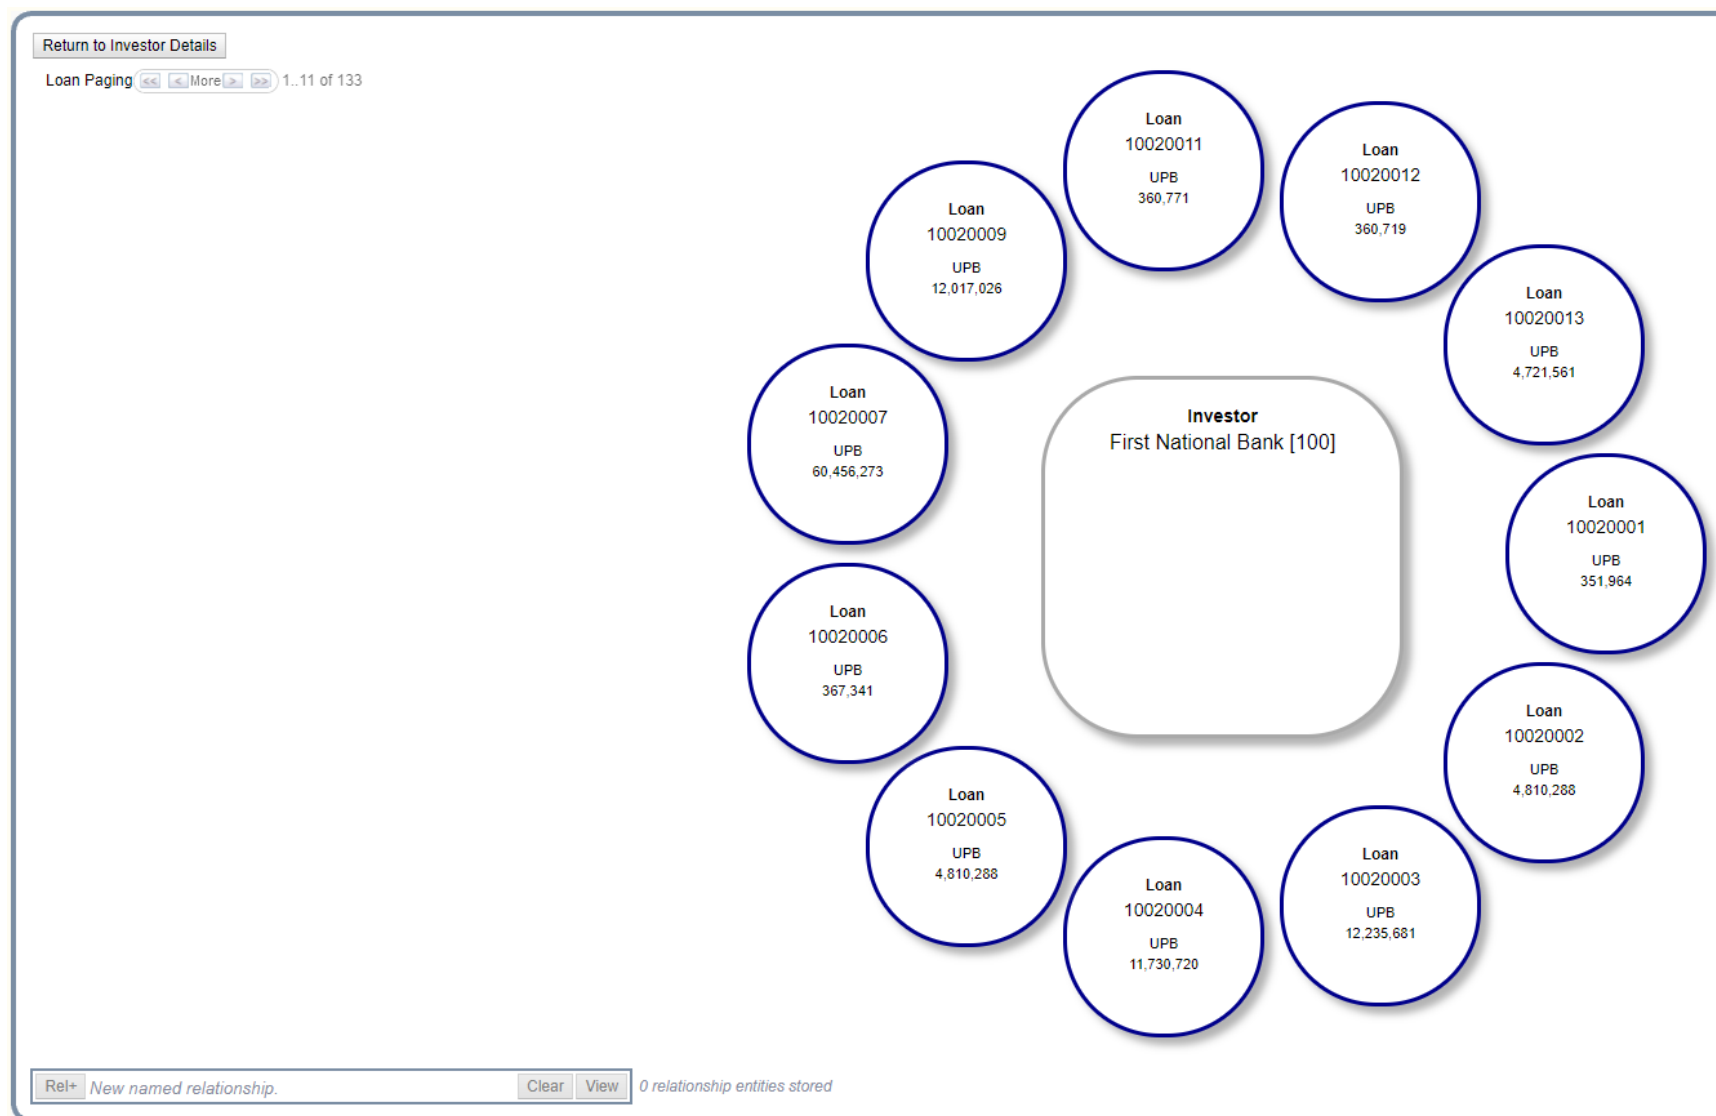 Return to Investor Details
Loan Paging << < More > >> 1..11 of 133
Loan
10020011
UPB
360,771
Loan
10020012
UPB
360,719
Loan
10020009
UPB
12,017,026
Loan
10020013
UPB
4,721,561
Loan
10020007
UPB
60,456,273
Investor
First National Bank [100]
Loan
10020001
UPB
351,964
Loan
10020006
UPB
367,341
Loan
10020002
UPB
4,810,288
Loan
10020005
UPB
4,810,288
Loan
10020003
UPB
12,235,681
Loan
10020004
UPB
11,730,720
Rel+ New named relationship. Clear View 0 relationship entities stored